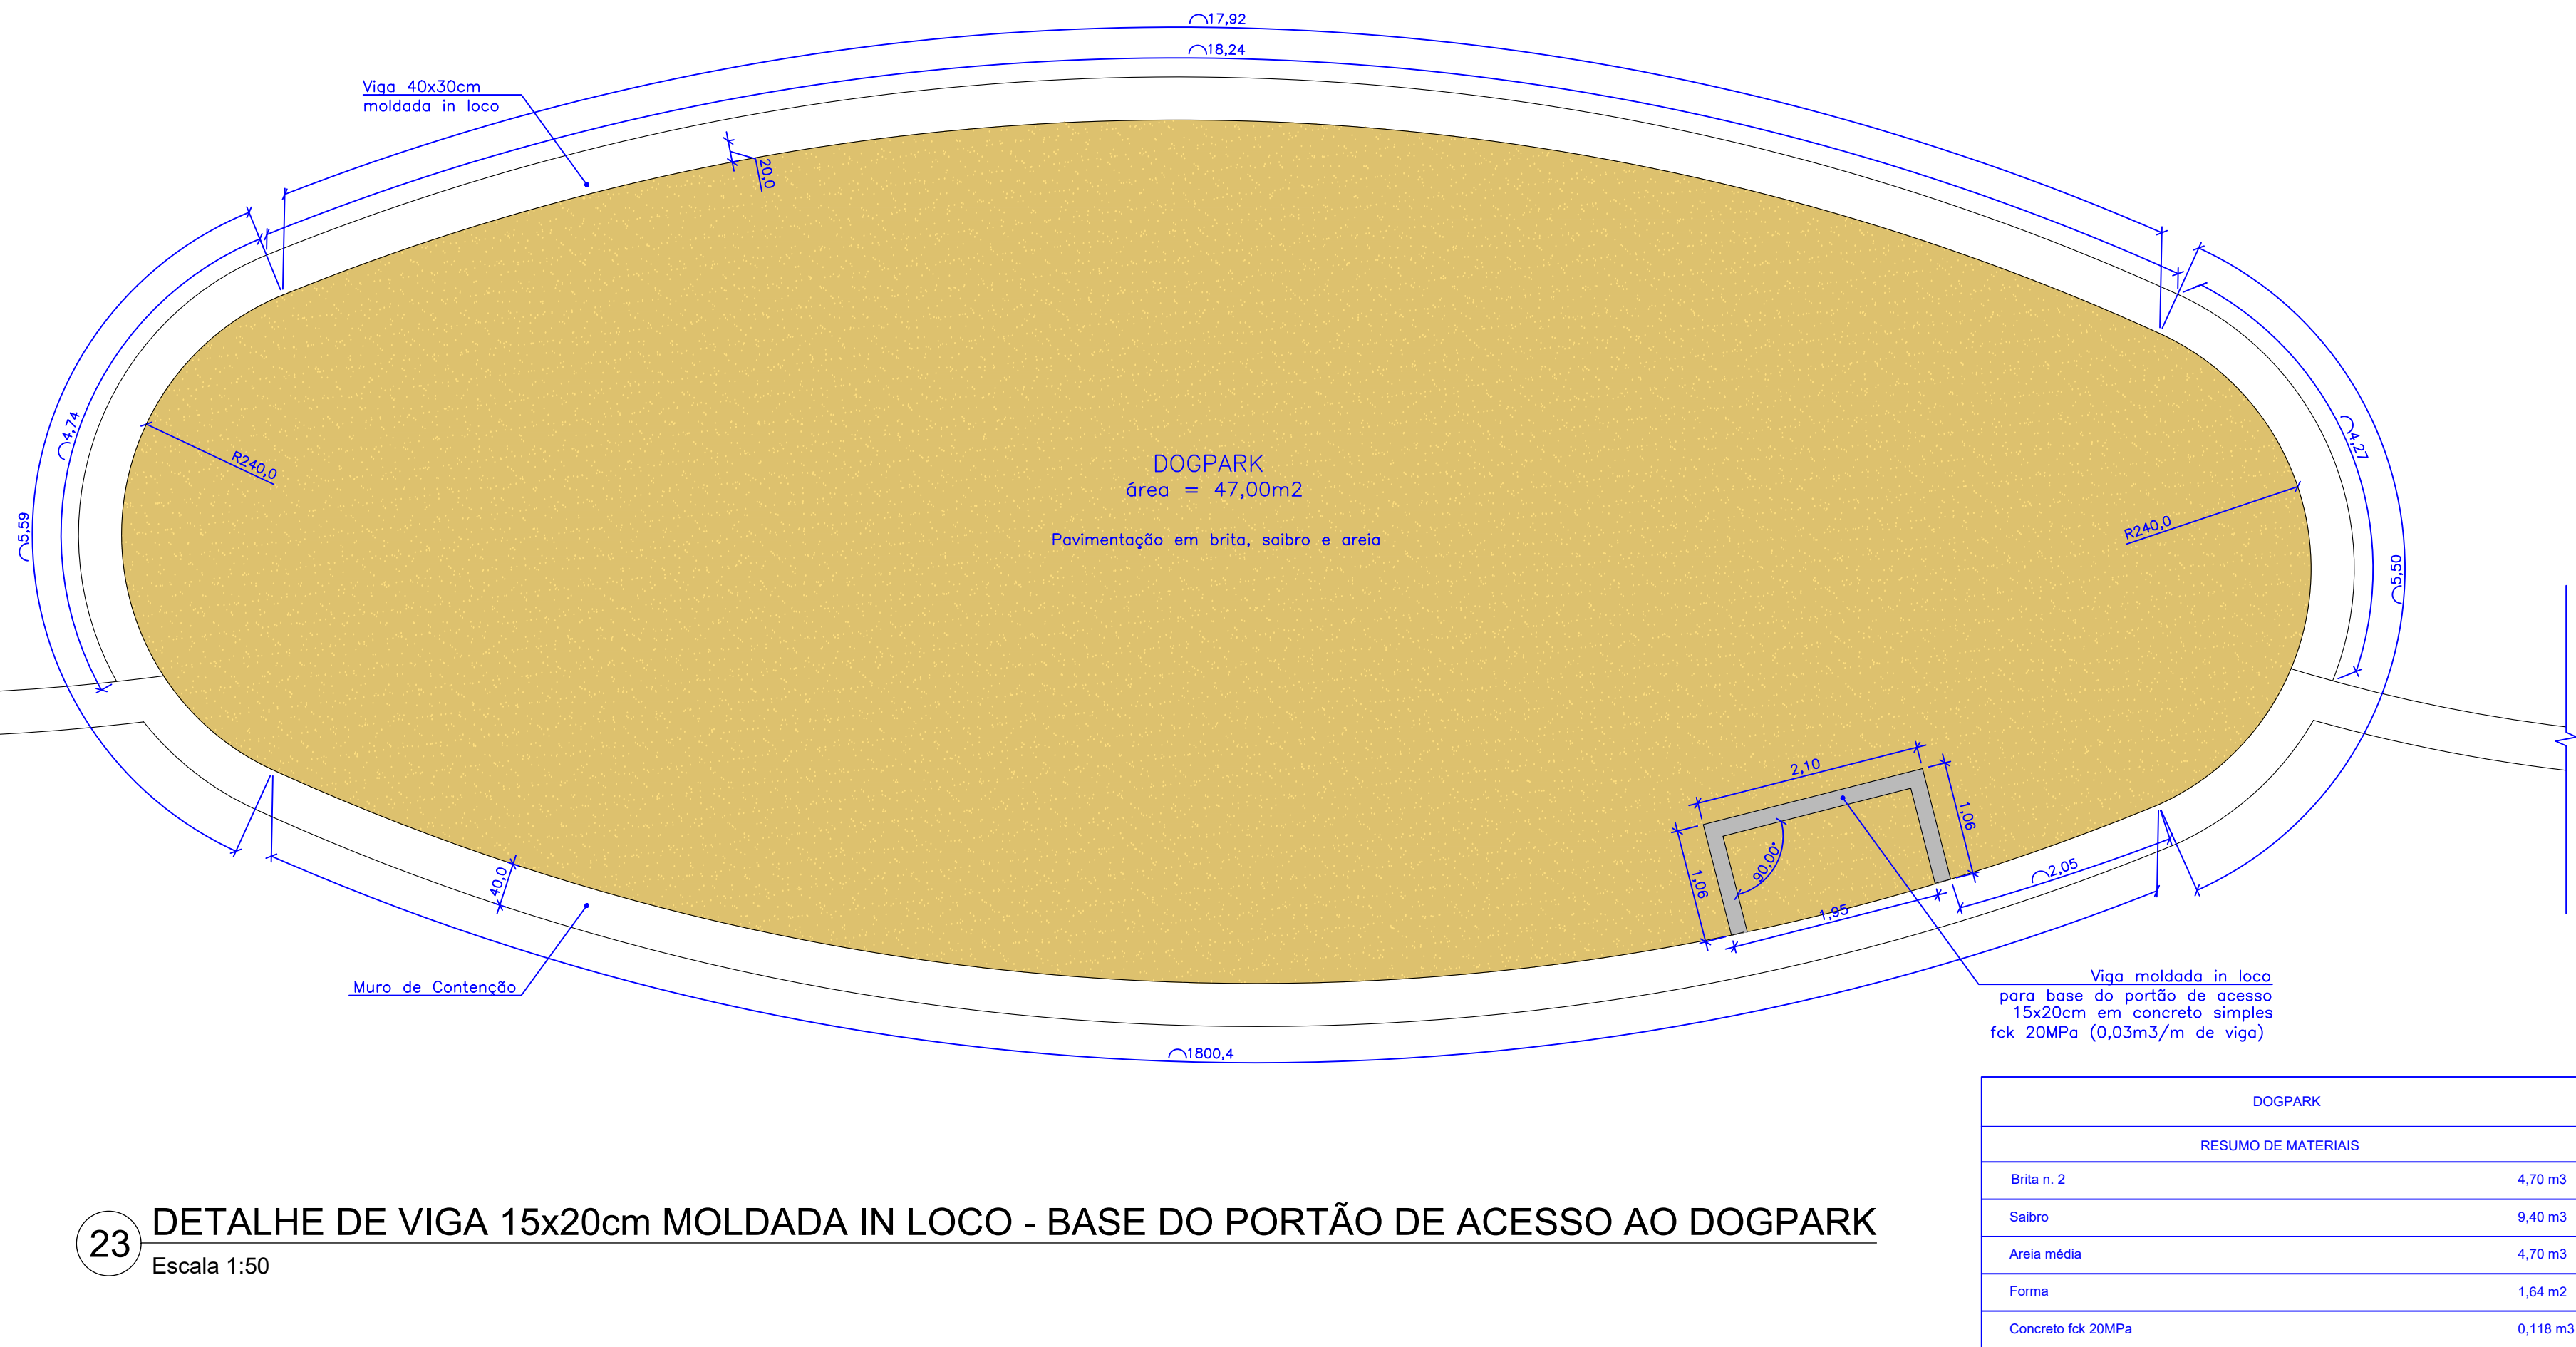 ⌒17,92
⌒18,24
Viga 40x30cm
moldada in loco
20,0
⌒4,74
⌒5,59
R240,0
DOGPARK
área = 47,00m2
Pavimentação em brita, saibro e areia
⌒4,27
R240,0
⌒5,50
2,10
1,06
1,06
90,00°
1,95
⌒2,05
40,0
Muro de Contenção
Viga moldada in loco
para base do portão de acesso
15x20cm em concreto simples
fck 20MPa (0,03m3/m de viga)
⌒1800,4
DOGPARK
RESUMO DE MATERIAIS
Brita n. 2 4,70 m3
Saibro 9,40 m3
Areia média 4,70 m3
Forma 1,64 m2
Concreto fck 20MPa 0,118 m3
23 DETALHE DE VIGA 15x20cm MOLDADA IN LOCO - BASE DO PORTÃO DE ACESSO AO DOGPARK
Escala 1:50